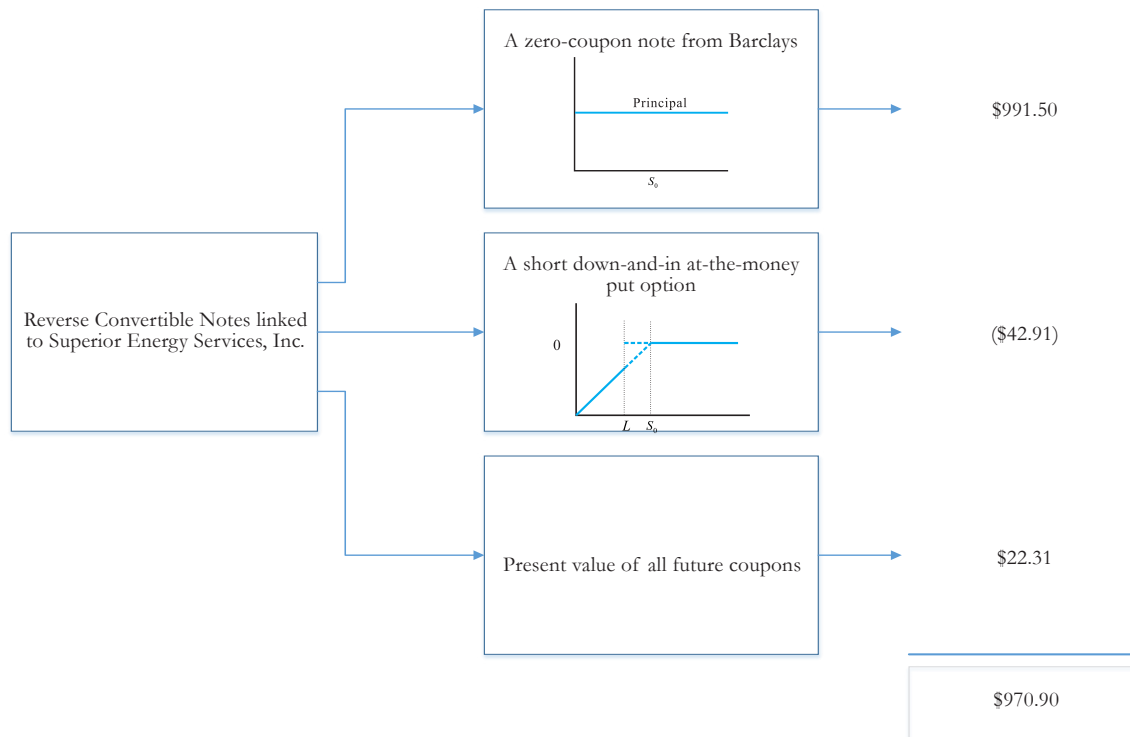 A zero-coupon note from Barclays
Principal
S₀
$991.50
Reverse Convertible Notes linked
to Superior Energy Services, Inc.
A short down-and-in at-the-money
put option
0
L S₀
($42.91)
Present value of all future coupons
$22.31
$970.90